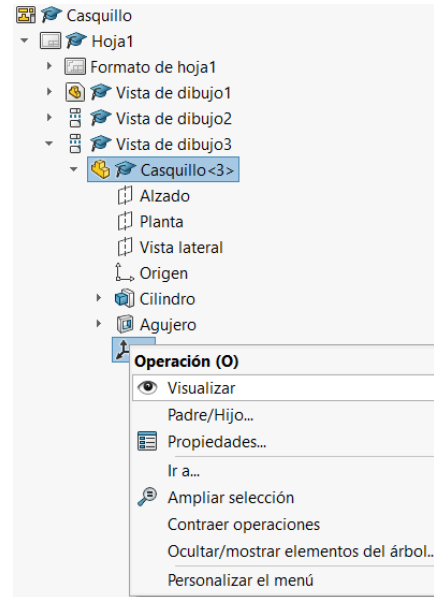 Casquillo
Hoja1
Formato de hoja1
Vista de dibujo1
Vista de dibujo2
Vista de dibujo3
Casquillo<3>
Alzado
Planta
Vista lateral
Origen
Cilindro
Agujero
Operación (O)
Visualizar
Padre/Hijo...
Propiedades...
Ir a...
Ampliar selección
Contraer operaciones
Ocultar/mostrar elementos del árbol..
Personalizar el menú